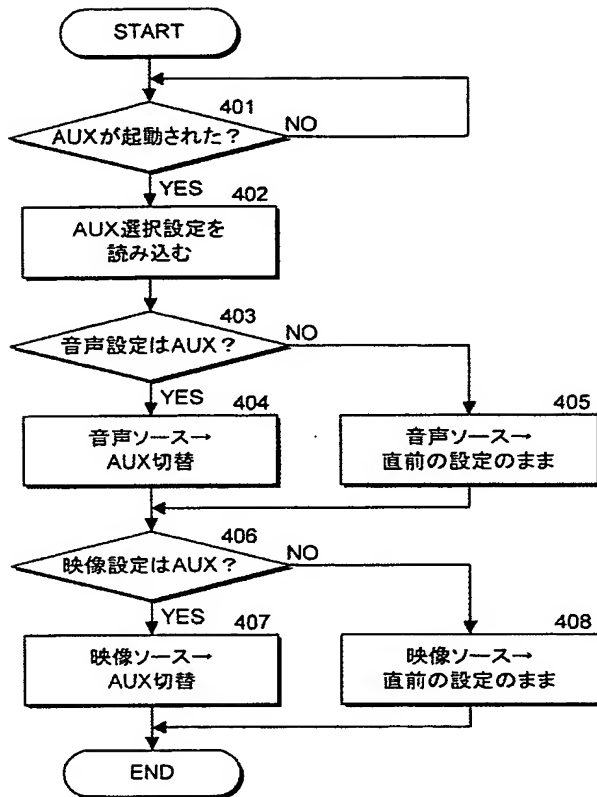 START
401
AUXが起動された?
NO
YES
402
AUX選択設定を
読み込む
403
音声設定はAUX?
NO
YES
404
音声ソース→
AUX切替
405
音声ソース→
直前の設定のまま
406
映像設定はAUX?
NO
YES
407
映像ソース→
AUX切替
408
映像ソース→
直前の設定のまま
END